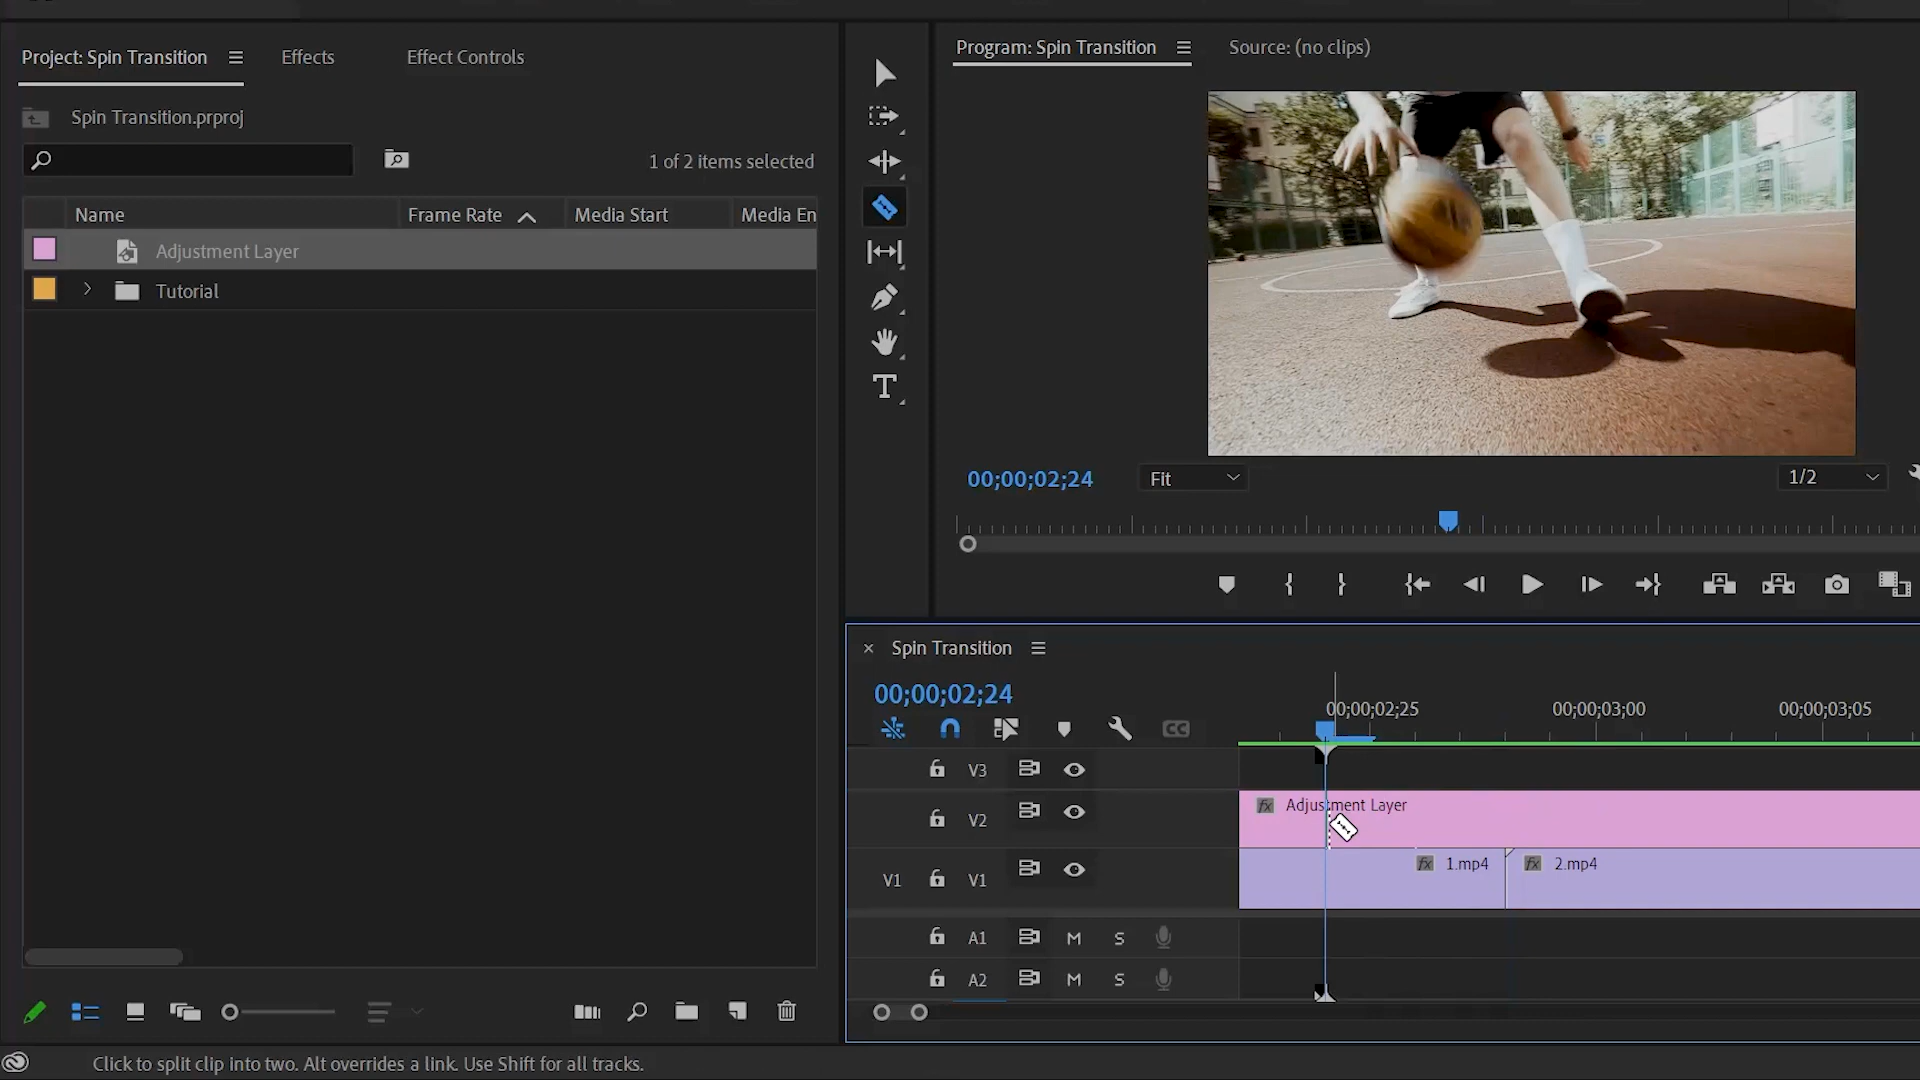 Project: Spin Transition
Effects
Effect Controls
Spin Transition.prproj
1 of 2 items selected
Name
Frame Rate
Media Start
Media En
Adjustment Layer
Tutorial
T
Program: Spin Transition
Source: (no clips)
00;00;02;24
Fit
1/2
Spin Transition
00;00;02;24
00;00;02;25
00;00;03;00
00;00;03;05
CC
V3
V2
fx Adjustment Layer
V1 V1
fx 1.mp4
fx 2.mp4
A1 M S
A2 M S
Click to split clip into two. Alt overrides a link. Use Shift for all tracks.